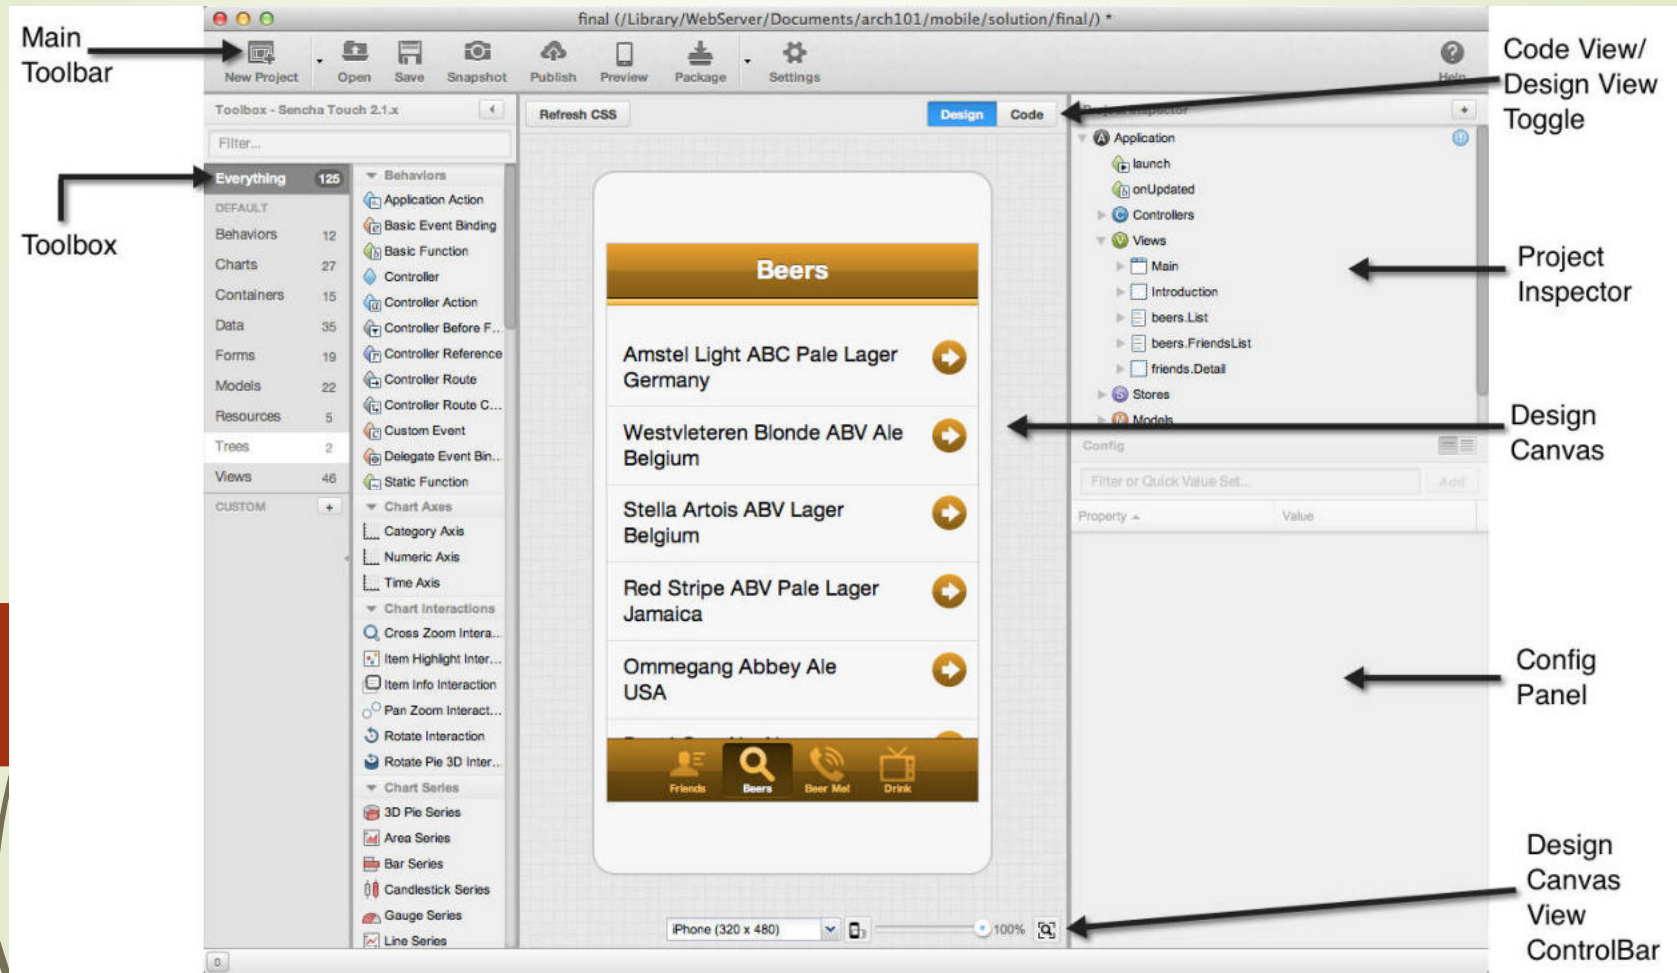 final (/Library/WebServer/Documents/arch101/mobile/solution/final/) *
Main
Toolbar
New Project
Open
Save
Snapshot
Publish
Preview
Package
Settings
Help
Code View/
Design View
Toggle
Toolbox - Sencha Touch 2.1.x
Filter...
Everything 125
DEFAULT
Behaviors 12
Charts 27
Containers 15
Data 35
Forms 19
Models 22
Resources 5
Trees 2
Views 46
CUSTOM +
Toolbox
Behaviors
Application Action
Basic Event Binding
Basic Function
Controller
Controller Action
Controller Before F...
Controller Reference
Controller Route
Controller Route C...
Custom Event
Delegate Event Bin...
Static Function
Chart Axes
Category Axis
Numeric Axis
Time Axis
Chart Interactions
Cross Zoom Intera...
Item Highlight Inter...
Item Info Interaction
Pan Zoom Interact...
Rotate Interaction
Rotate Pie 3D Inter...
Chart Series
3D Pie Series
Area Series
Bar Series
Candlestick Series
Gauge Series
Line Series
0
Refresh CSS
Design Code
Beers
Amstel Light ABC Pale Lager
Germany
Westvleteren Blonde ABV Ale
Belgium
Stella Artois ABV Lager
Belgium
Red Stripe ABV Pale Lager
Jamaica
Ommegang Abbey Ale
USA
Friends
Beers
Beer Me!
Drink
iPhone (320 x 480)
100%
Project Inspector +
Application
launch
onUpdated
Controllers
Views
Main
Introduction
beers.List
beers.FriendsList
friends.Detail
Stores
Models
Config
Filter or Quick Value Set...
Add
Property
Value
Project
Inspector
Design
Canvas
Config
Panel
Design
Canvas
View
ControlBar